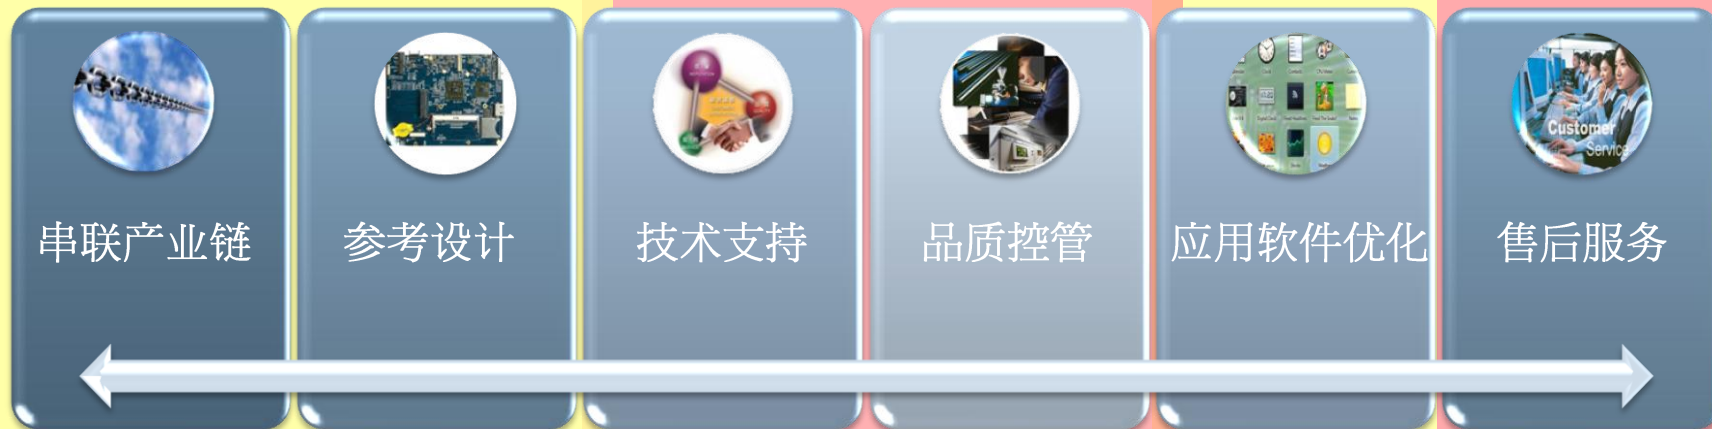 串联产业链
参考设计
技术支持
品质控管
应用软件优化
售后服务
Customer
Service